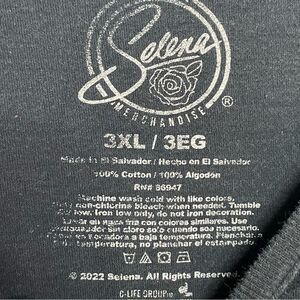 Selena
MERCHANDISE
®
3XL / 3EG
Made in El Salvador / Hecho en El Salvador
100% Cotton / 100% Algodon
RN# 86947
Machine wash cold with like colors.
Only non-chlorine bleach when needed. Tumble
dry low. Iron low only, do not iron decoration.
Lavar en agua fria con colores similares. Use
blanqueador sin cloro solo cuando sea necesario.
en secadora a baja temperatura. Planchar
temperatura, no planchar el estampado.
© 2022 Selena. All Rights Reserved.
C-LIFE GROUP